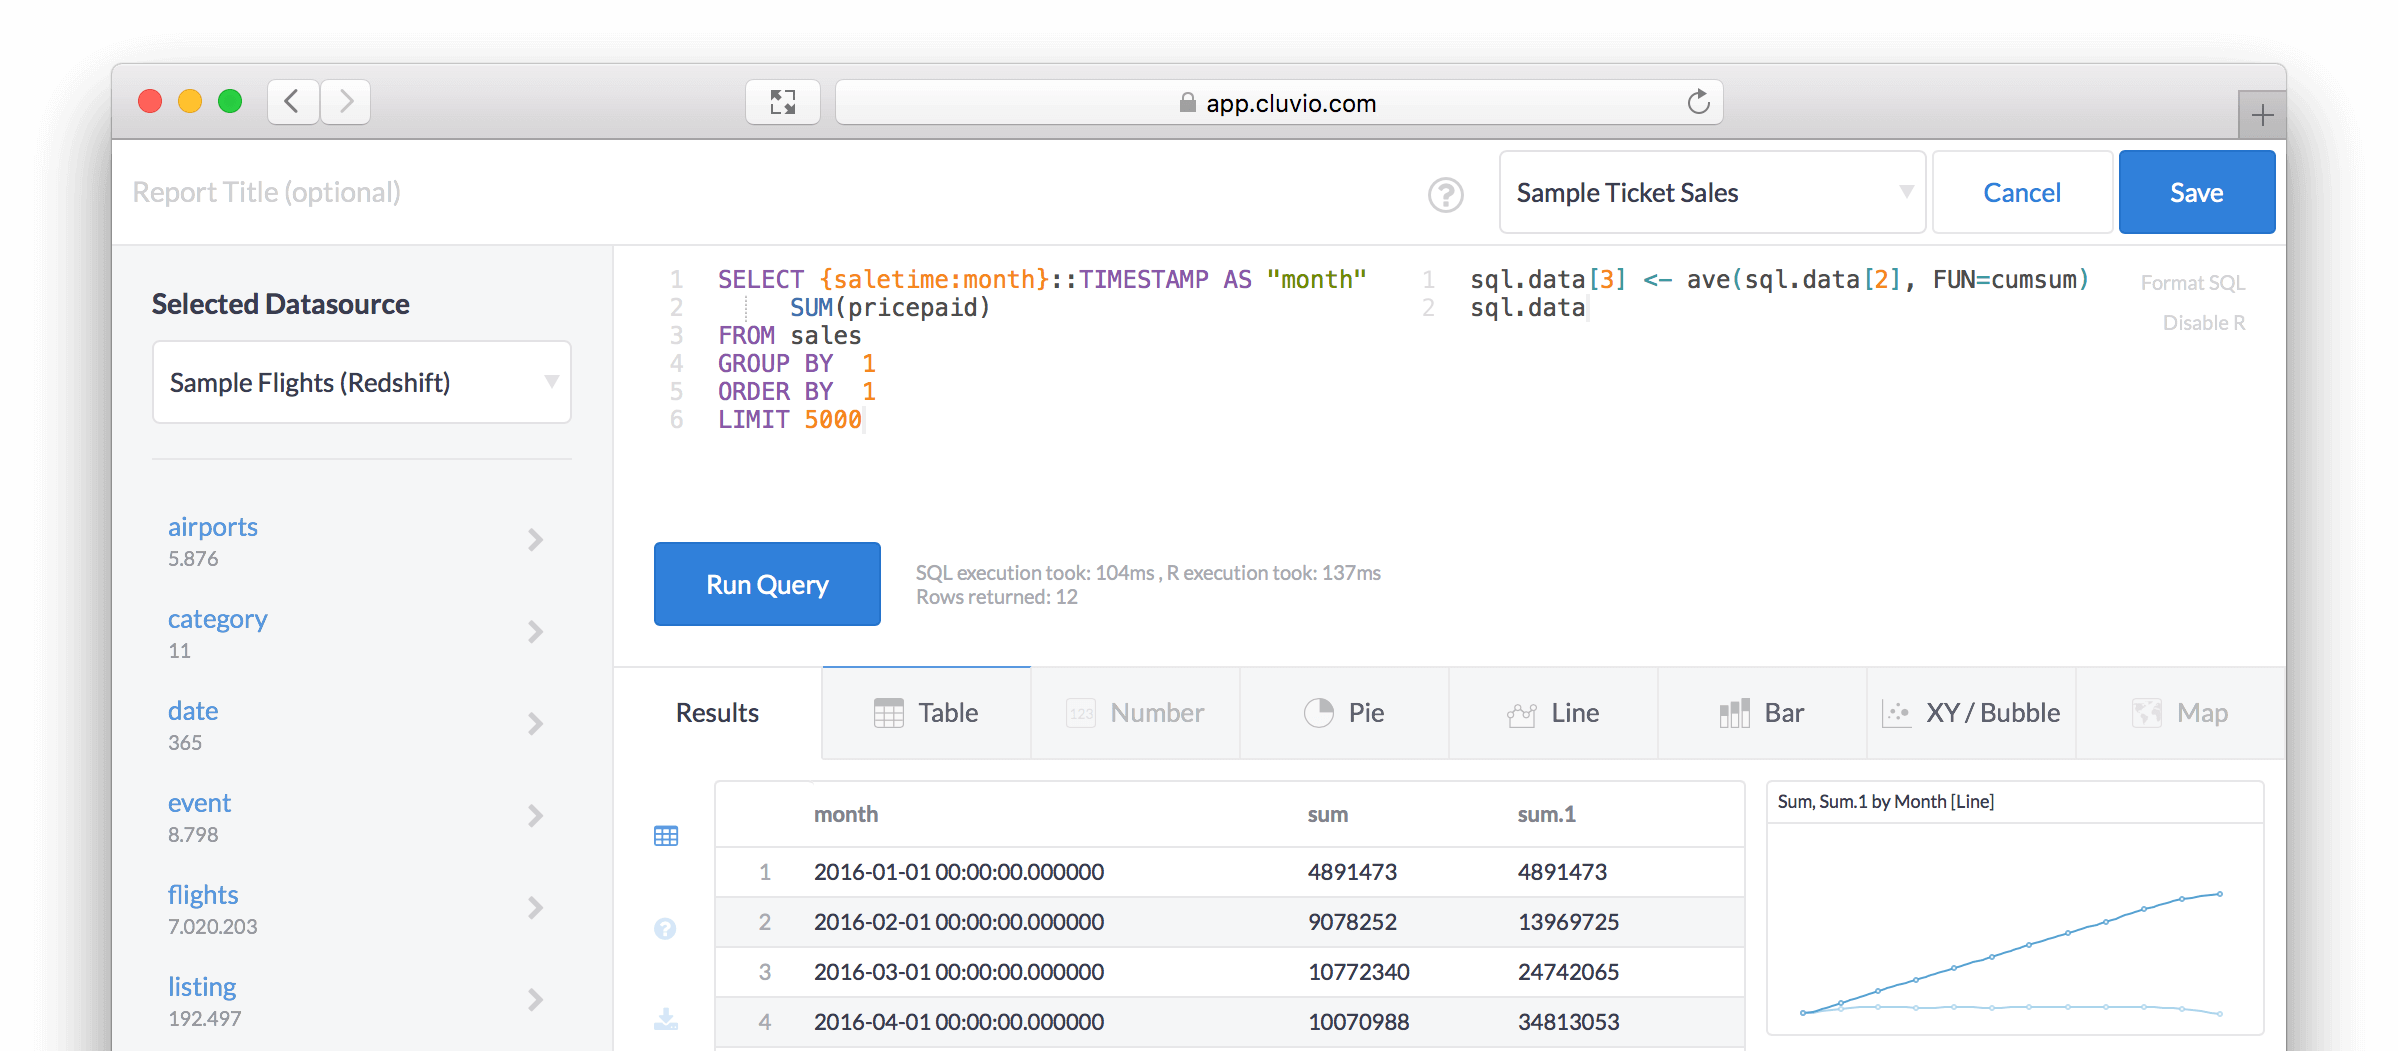 app.cluvio.com
Report Title (optional)
?
Sample Ticket Sales
Cancel
Save
Selected Datasource
Sample Flights (Redshift)
airports
5.876
category
11
date
365
event
8.798
flights
7.020.203
listing
192.497
1 SELECT {saletime:month}::TIMESTAMP AS "month"
2 SUM(pricepaid)
3 FROM sales
4 GROUP BY 1
5 ORDER BY 1
6 LIMIT 5000
1 sql.data[3] <- ave(sql.data[2], FUN=cumsum)
2 sql.data
Format SQL
Disable R
Run Query
SQL execution took: 104ms , R execution took: 137ms
Rows returned: 12
Results
Table
123 Number
Pie
Line
Bar
XY / Bubble
Map
?
month sum sum.1
1 2016-01-01 00:00:00.000000 4891473 4891473
2 2016-02-01 00:00:00.000000 9078252 13969725
3 2016-03-01 00:00:00.000000 10772340 24742065
4 2016-04-01 00:00:00.000000 10070988 34813053
Sum, Sum.1 by Month [Line]